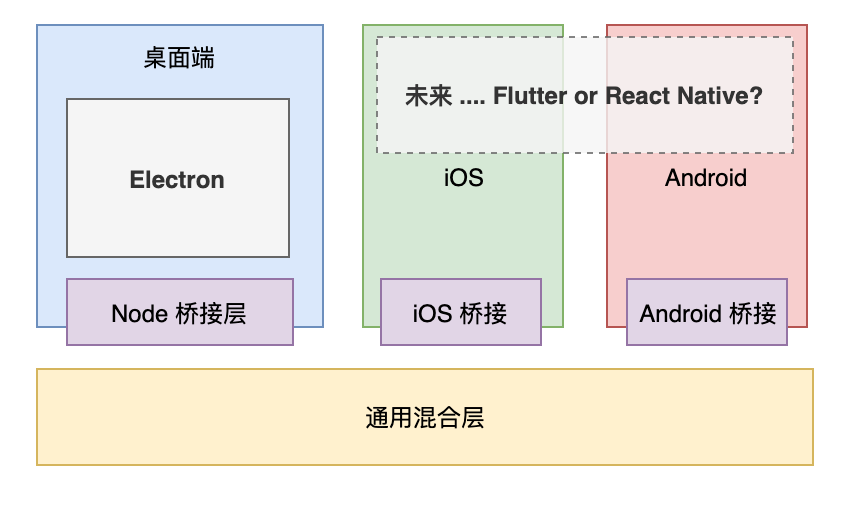 桌面端
未来 .... Flutter or React Native?
Electron
iOS
Android
Node 桥接层
iOS 桥接
Android 桥接
通用混合层